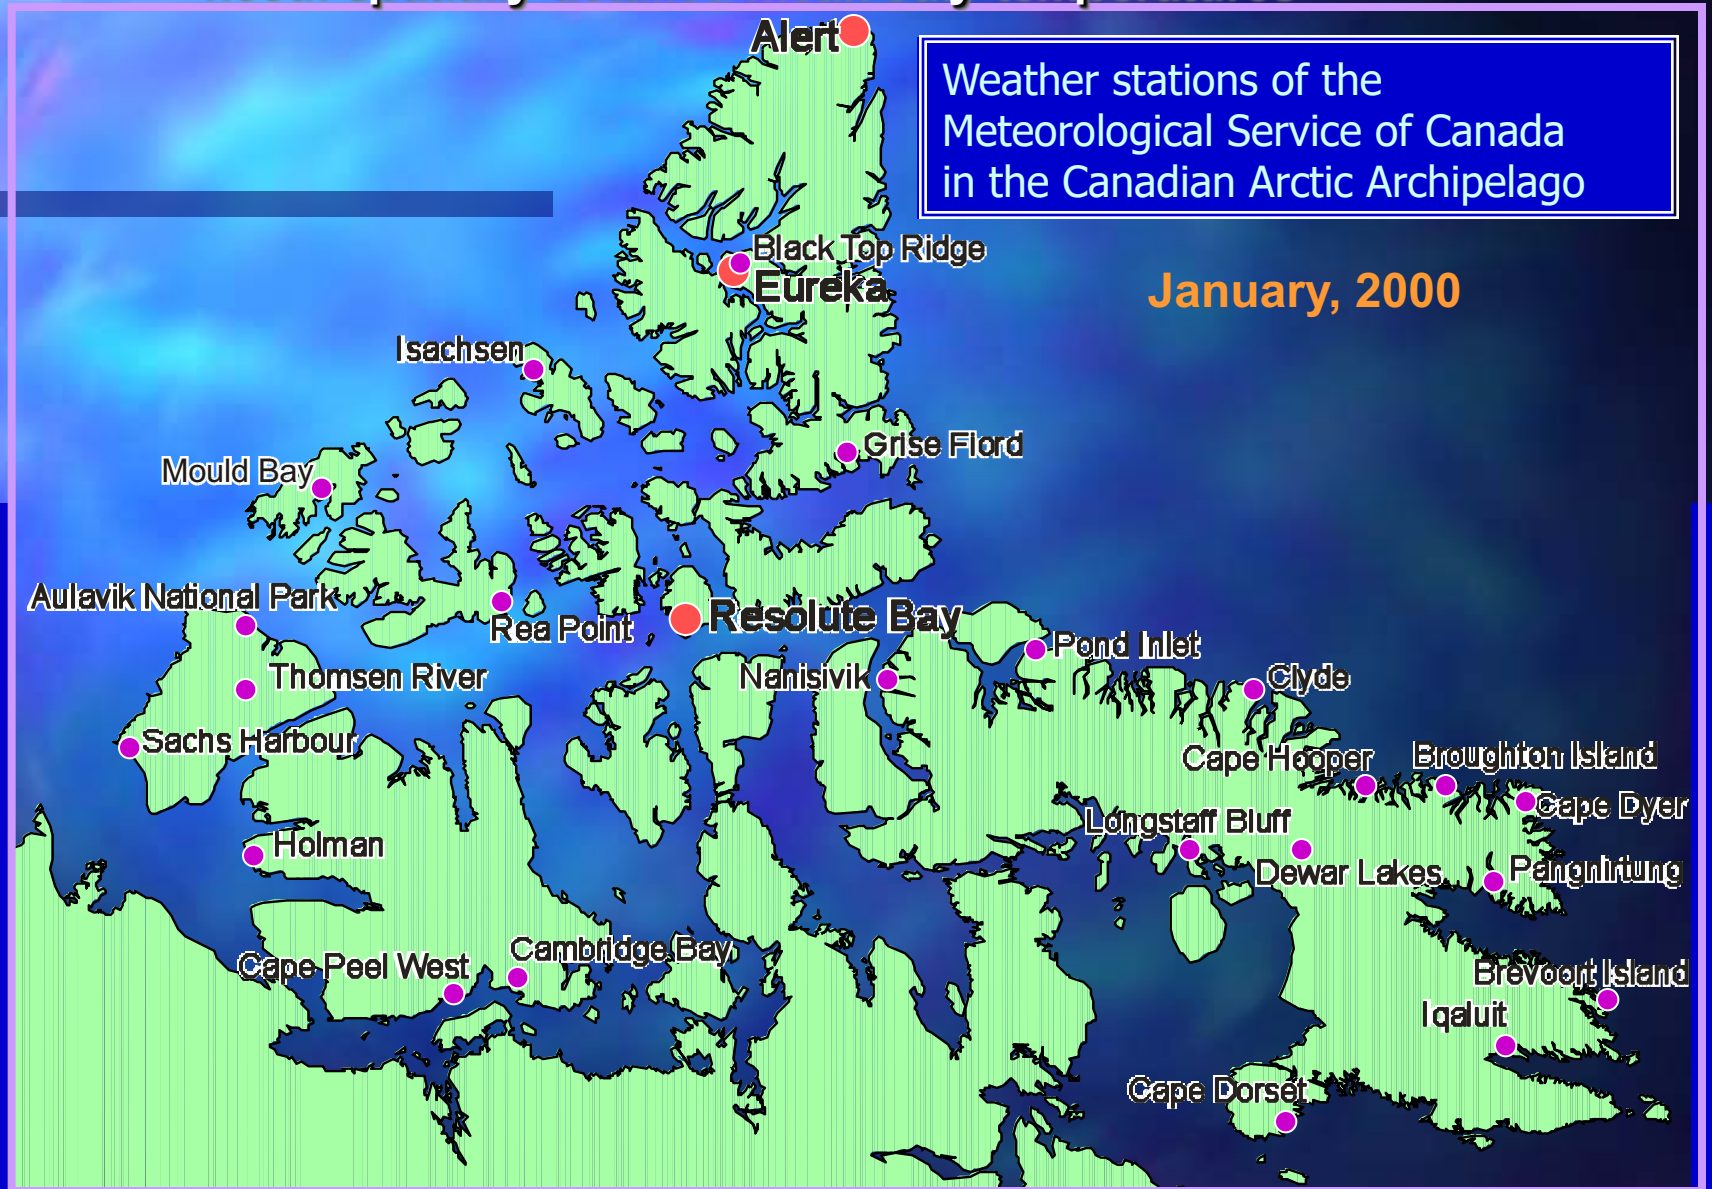 temperatures
Alert
Weather stations of the
Meteorological Service of Canada
in the Canadian Arctic Archipelago
Black Top Ridge
Eureka
January, 2000
Isachsen
Grise Fiord
Mould Bay
Aulavik National Park
Rea Point
Resolute Bay
Pond Inlet
Nanisivik
Thomsen River
Clyde
Sachs Harbour
Cape Hooper
Broughton Island
Cape Dyer
Longstaff Bluff
Holman
Dewar Lakes
Pangnirtung
Cambridge Bay
Cape Peel West
Brevoort Island
Iqaluit
Cape Dorset